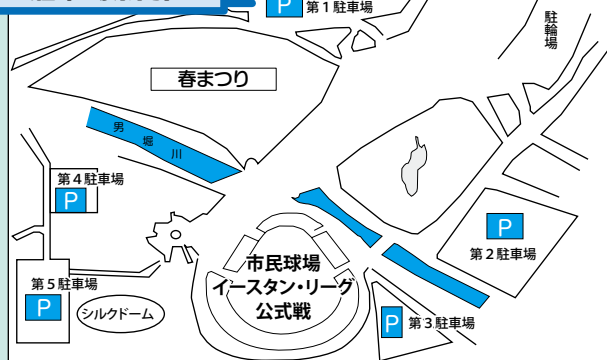 P 第1駐車場
駐輪場
春まつり
男堀川
第4駐車場
P
P
第2駐車場
市民球場
イースタン・リーグ
公式戦
第5駐車場
P
シルクドーム
P 第3駐車場